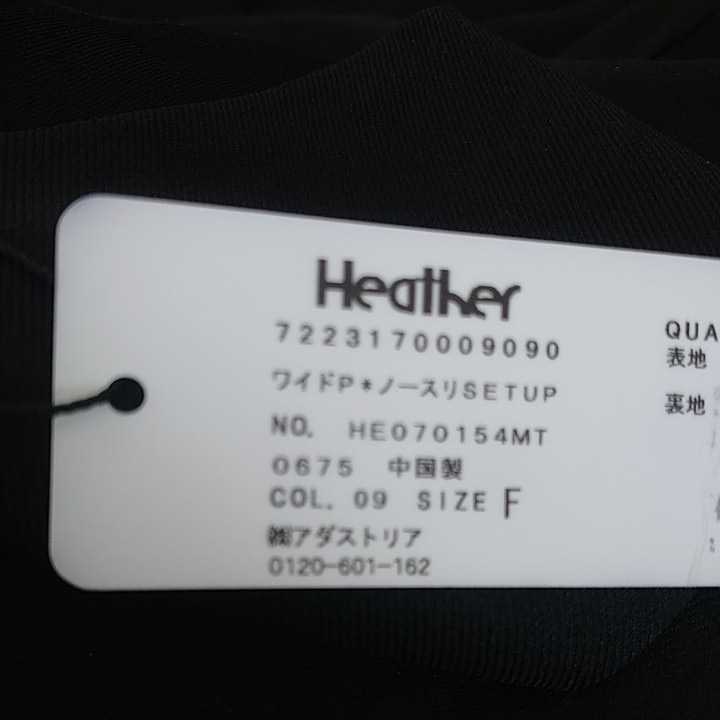 Heather
7223170009090
ワイドP*ノースリSETUP
NO. HE070154MT
0675 中国製
COL. 09 SIZE F
㈱アダストリア
0120-601-162
QUA
表地
裏地